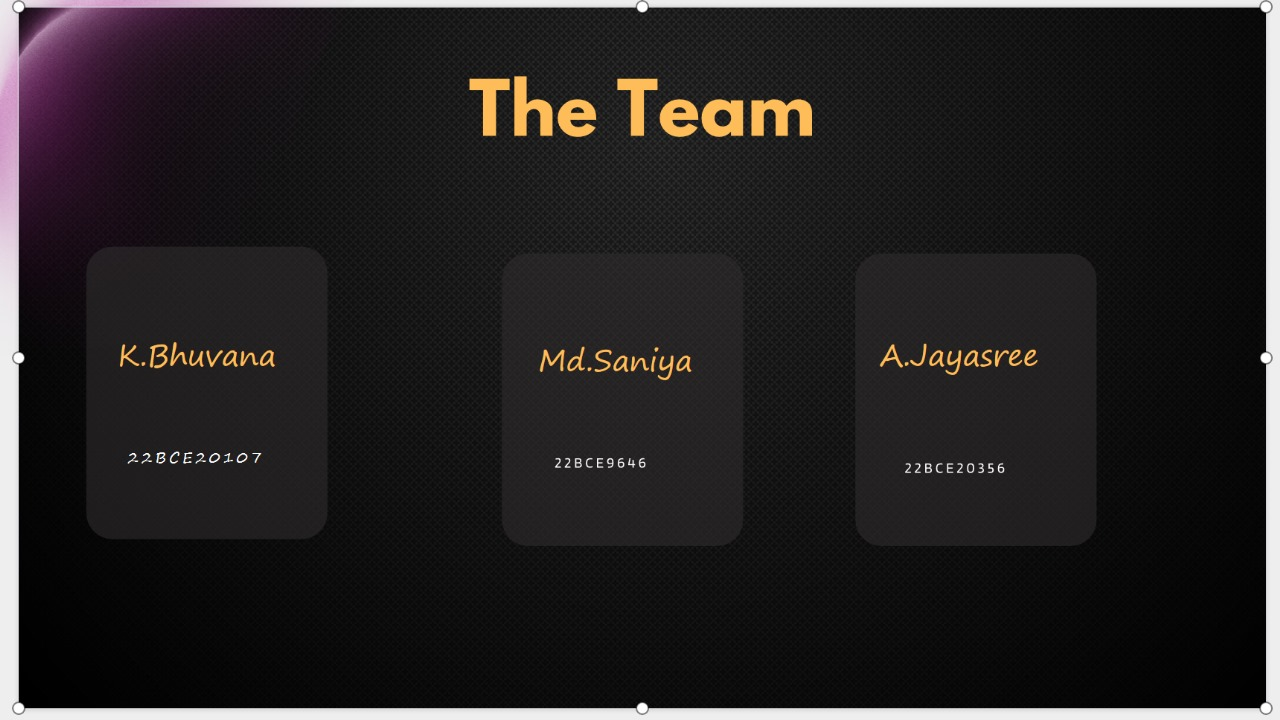 The Team
K.Bhuvana
22BCE20107
Md.Saniya
22BCE9646
A.Jayasree
22BCE20356